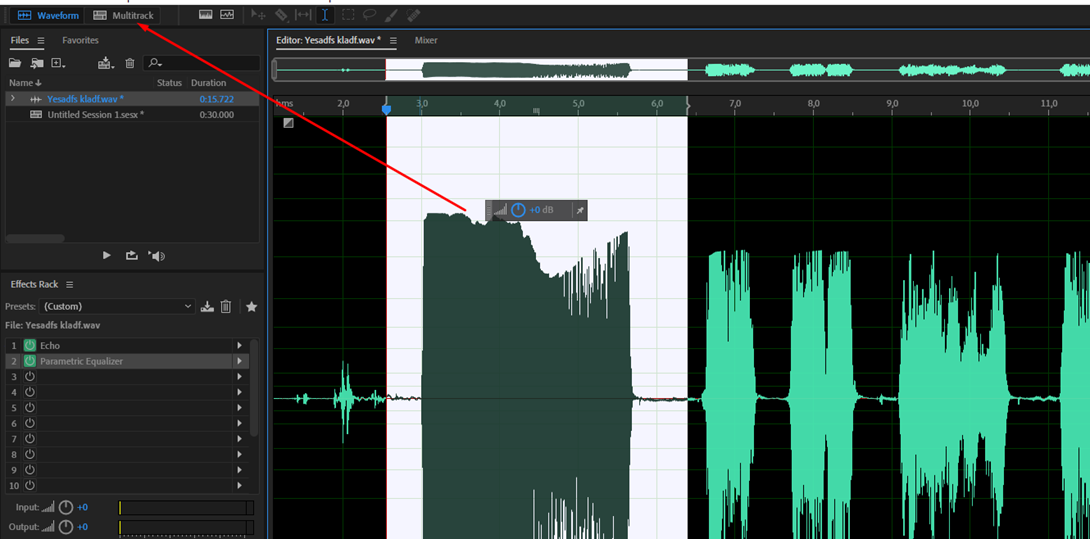 Waveform Multitrack
Files Favorites
Name Status Duration
Yesadfs kladf.wav * 0:15.722
Untitled Session 1.sesx * 0:30.000
Effects Rack
Presets: (Custom)
File: Yesadfs kladf.wav
1 Echo
2 Parametric Equalizer
3
4
5
6
7
8
9
10
Input: +0
Output: +0
Editor: Yesadfs kladf.wav * Mixer
hms 2,0 3,0 4,0 5,0 6,0 7,0 8,0 9,0 10,0 11,0
+0 dB